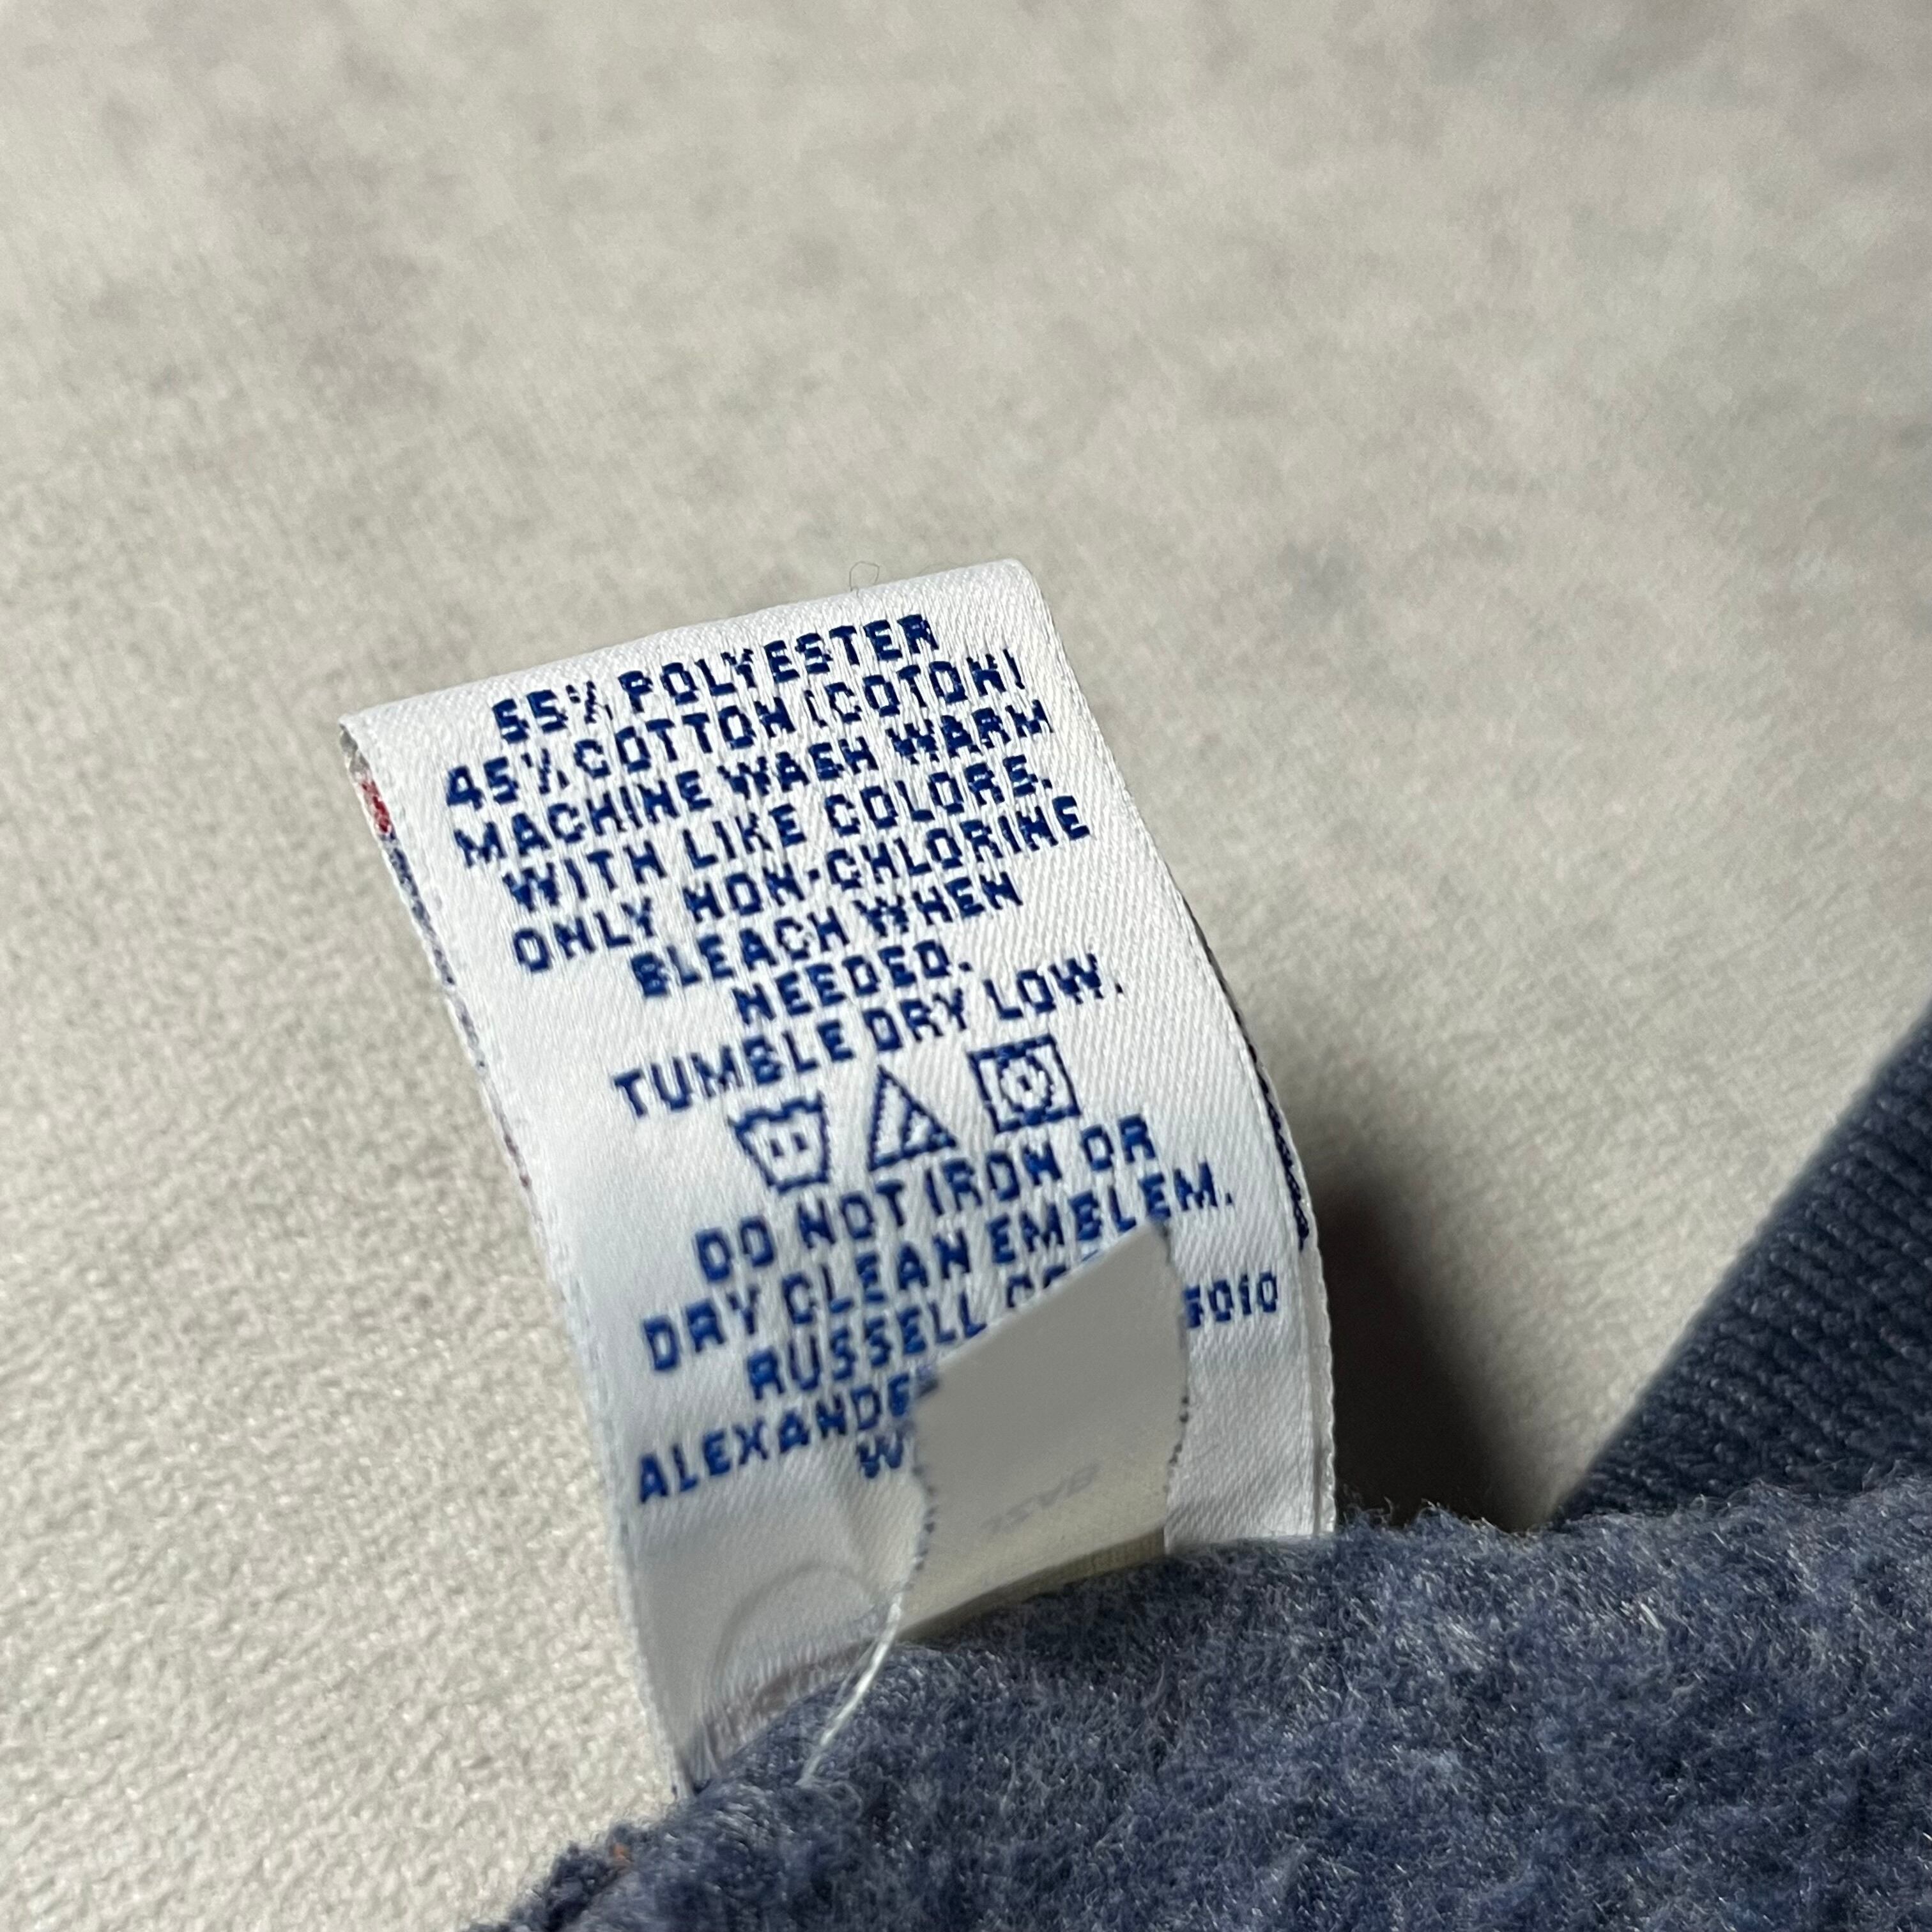 55% POLYESTER
45% COTTON (COTON)
MACHINE WASH WARM
WITH LIKE COLORS.
ONLY NON-CHLORINE
BLEACH WHEN
NEEDED.
TUMBLE DRY LOW.
DO NOT IRON OR
DRY CLEAN EMBLEM.
RUSSELL